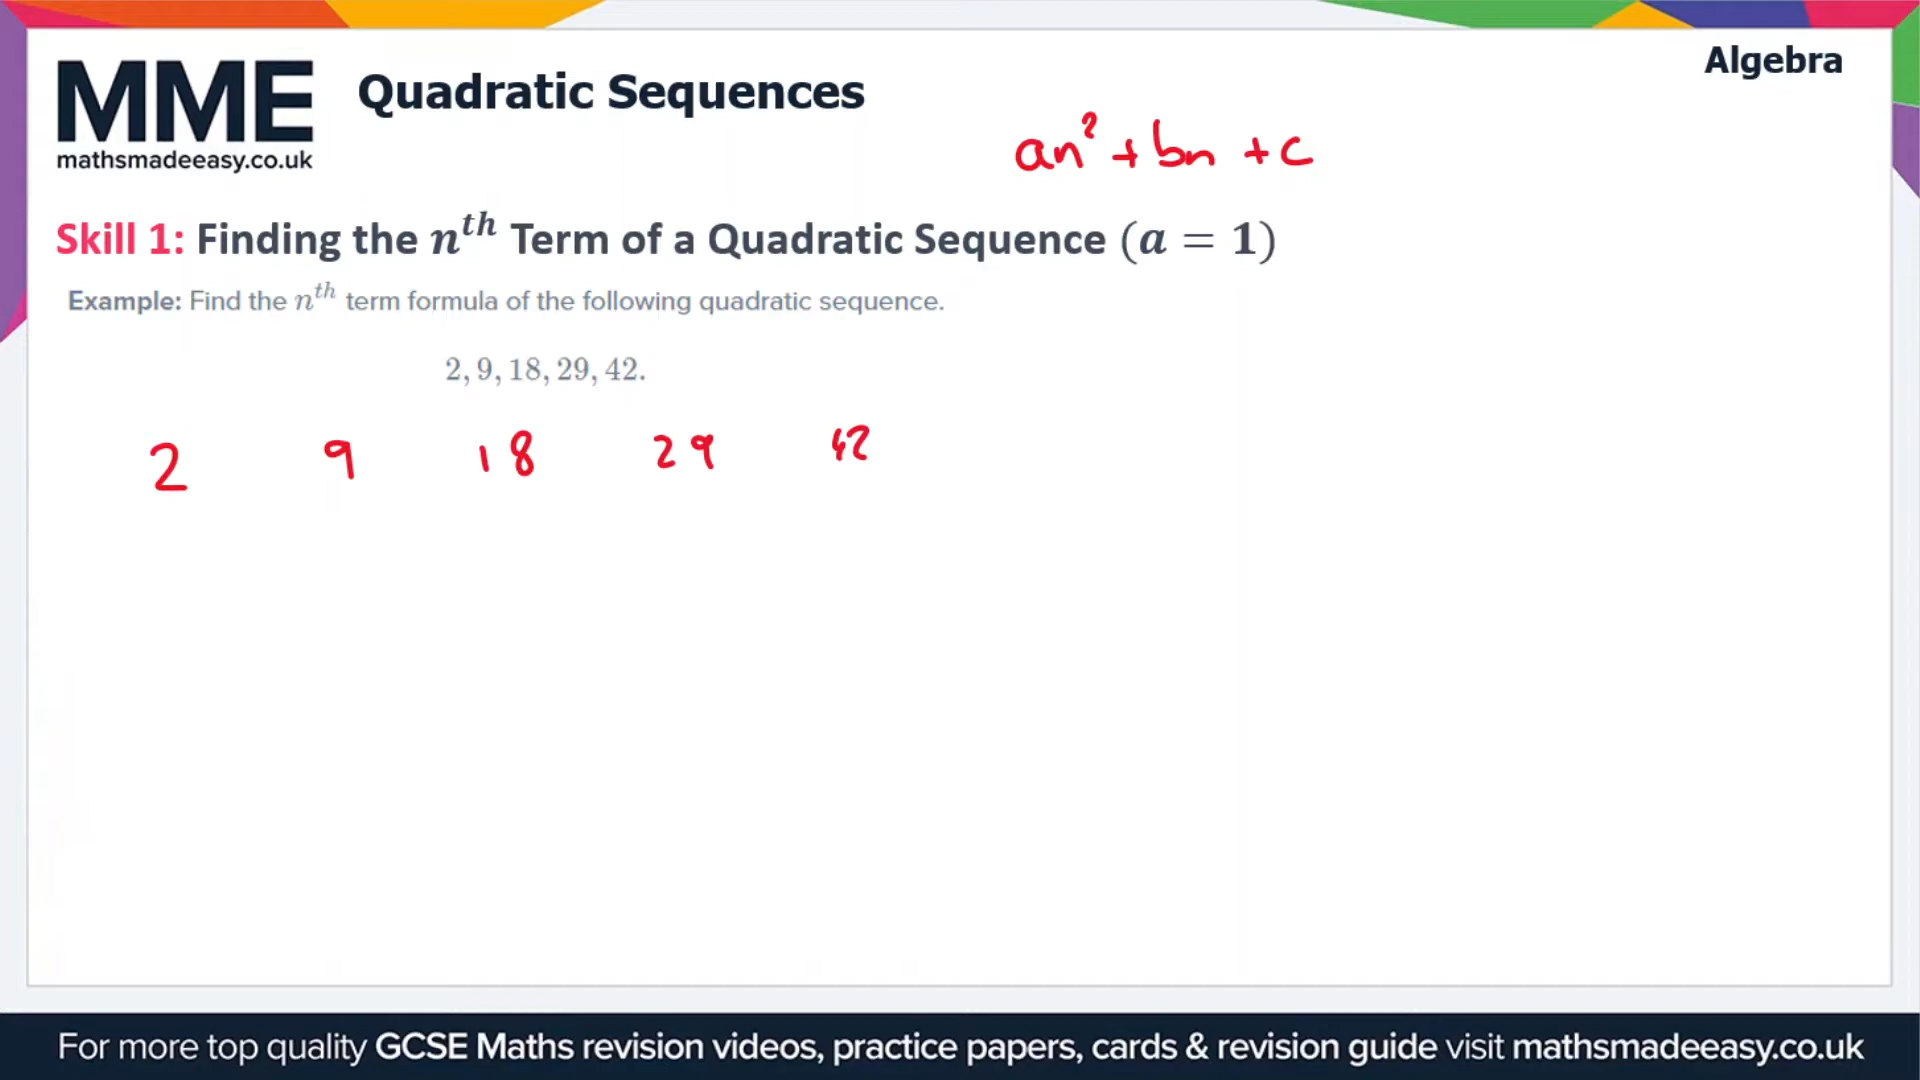 MME
mathsmadeeasy.co.uk
Quadratic Sequences
Algebra
an² + bn + c
Skill 1: Finding the nᵗʰ Term of a Quadratic Sequence (a = 1)
Example: Find the nᵗʰ term formula of the following quadratic sequence.
2, 9, 18, 29, 42.
2 9 18 29 42
For more top quality GCSE Maths revision videos, practice papers, cards & revision guide visit mathsmadeeasy.co.uk